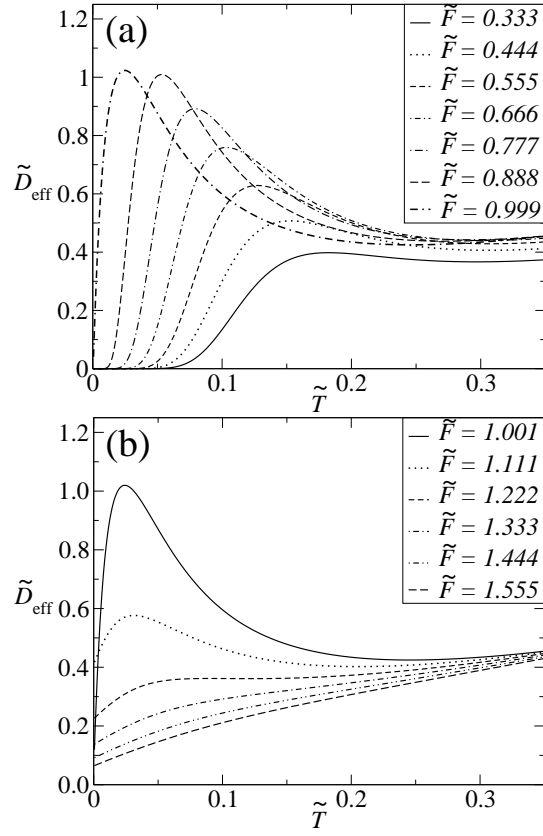 (a)
1.2
1
0.8
0.6
0.4
0.2
0
D̃eff
0
0.1
0.2
0.3
T̃
F̃ = 0.333
F̃ = 0.444
F̃ = 0.555
F̃ = 0.666
F̃ = 0.777
F̃ = 0.888
F̃ = 0.999
(b)
1.2
1.0
0.8
0.6
0.4
0.2
0.0
D̃eff
0
0.1
0.2
0.3
T̃
F̃ = 1.001
F̃ = 1.111
F̃ = 1.222
F̃ = 1.333
F̃ = 1.444
F̃ = 1.555